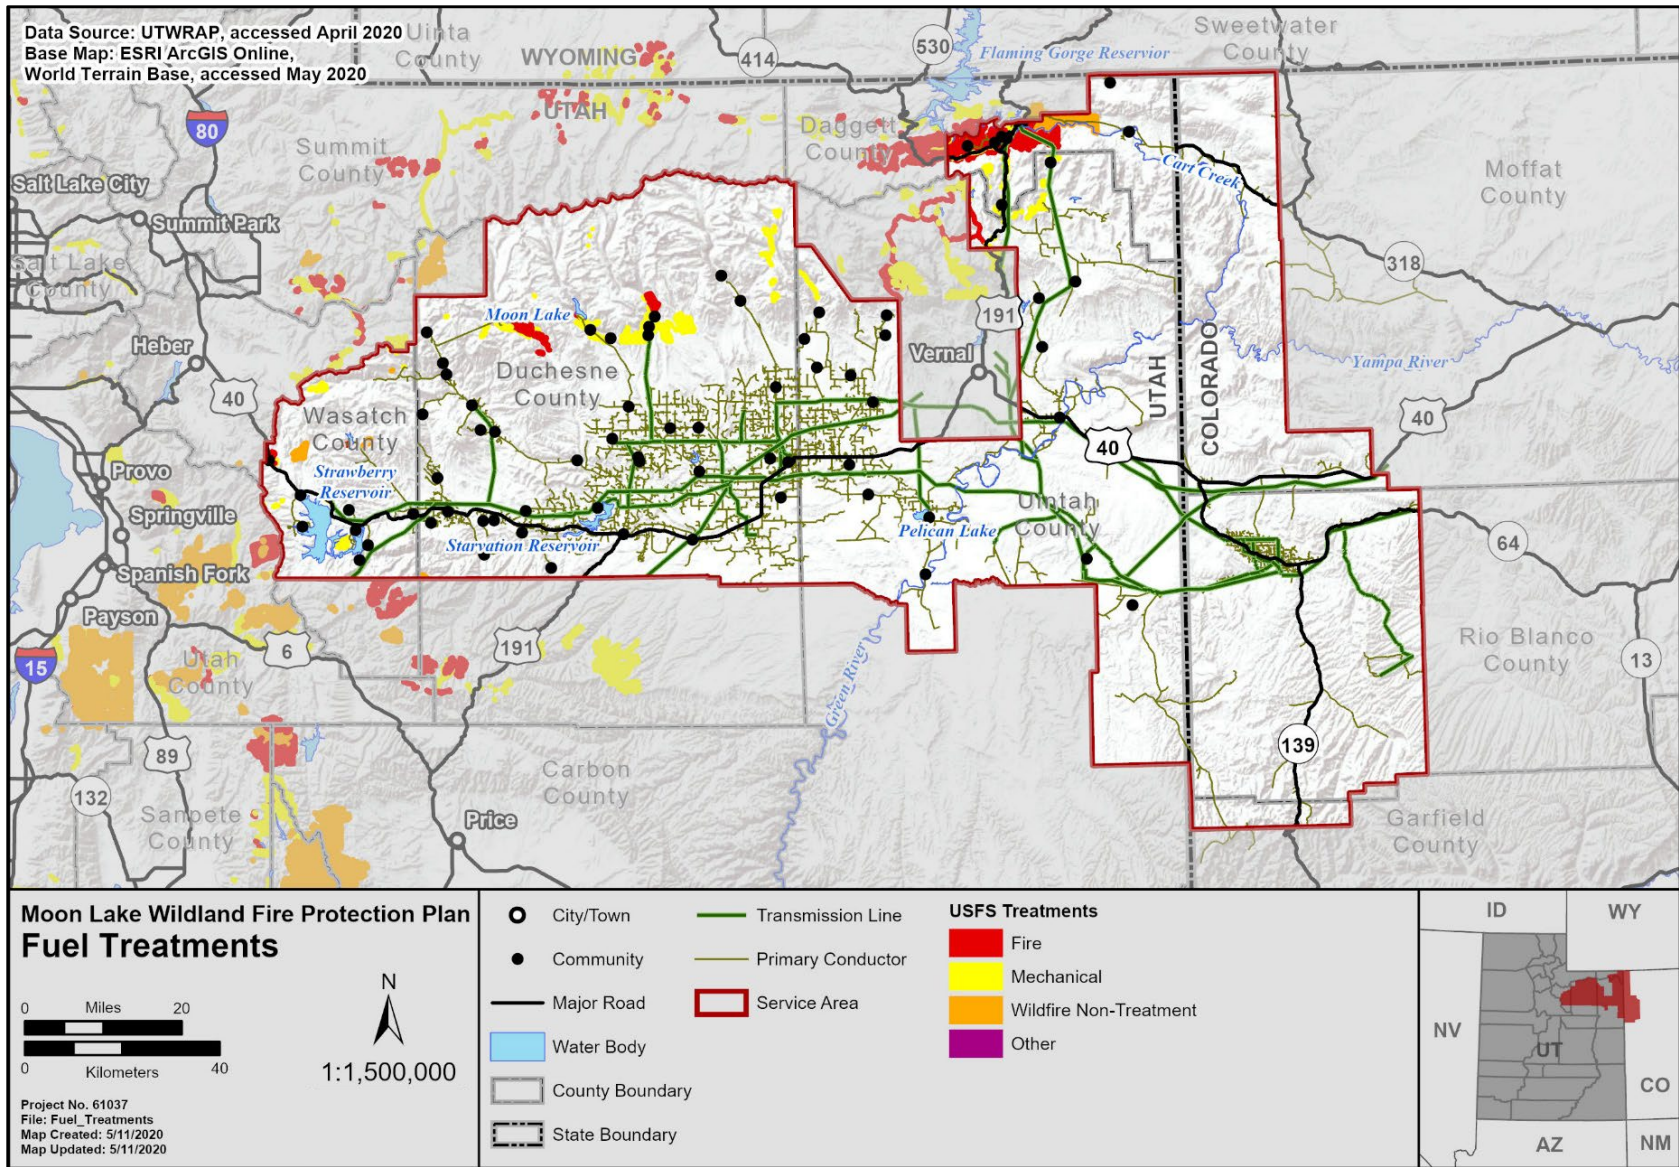 Data Source: UTWRAP, accessed April 2020
Base Map: ESRI ArcGIS Online,
World Terrain Base, accessed May 2020
Uinta
County
WYOMING
UTAH
414
530
Flaming Gorge Reservior
Sweetwater
County
80
Summit
County
Daggett
County
Cart Creek
Moffat
County
Salt Lake City
Summit Park
Salt Lake
County
318
Moon Lake
191
Heber
Vernal
Duchesne
County
UTAH
COLORADO
Yampa River
40
Wasatch
County
40
40
Provo
Strawberry
Reservoir
Springville
Uintah
County
Pelican Lake
Starvation Reservoir
64
Spanish Fork
Payson
15
Utah
County
6
191
Green River
Rio Blanco
County
13
89
139
132
Carbon
County
Sanpete
County
Price
Garfield
County
Moon Lake Wildland Fire Protection Plan
Fuel Treatments
0 Miles 20
0 Kilometers 40
N
1:1,500,000
Project No. 61037
File: Fuel_Treatments
Map Created: 5/11/2020
Map Updated: 5/11/2020
City/Town
Community
Major Road
Water Body
County Boundary
State Boundary
Transmission Line
Primary Conductor
Service Area
USFS Treatments
Fire
Mechanical
Wildfire Non-Treatment
Other
ID
WY
NV
UT
CO
AZ
NM